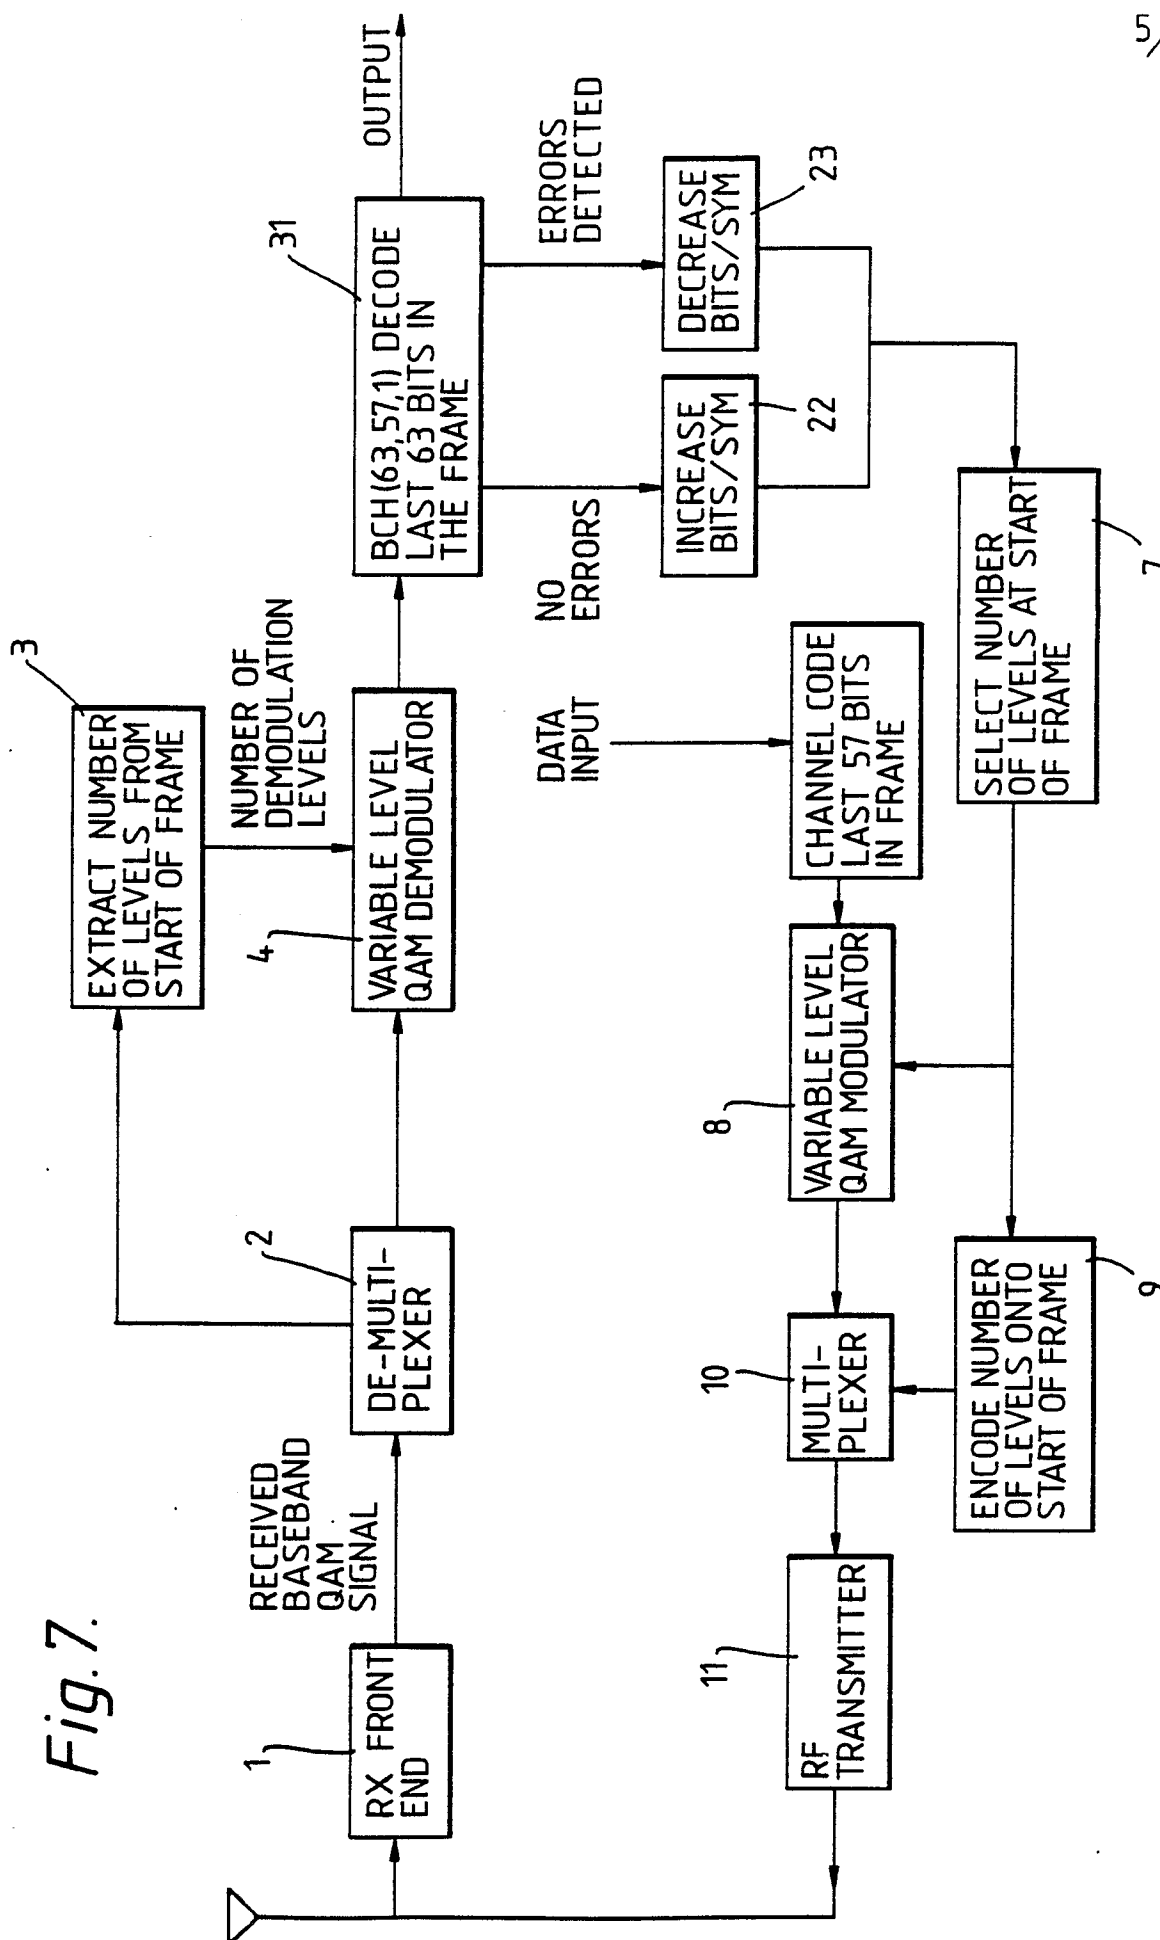 Fig. 7.
5/
1
RX FRONT
END
RECEIVED
BASEBAND
QAM
SIGNAL
2
DE-MULTI-
PLEXER
3
EXTRACT NUMBER
OF LEVELS FROM
START OF FRAME
NUMBER OF
DEMODULATION
LEVELS
4
VARIABLE LEVEL
QAM DEMODULATOR
31
BCH(63,57,1) DECODE
LAST 63 BITS IN
THE FRAME
OUTPUT
NO
ERRORS
ERRORS
DETECTED
INCREASE
BITS/SYM
22
DECREASE
BITS/SYM
23
DATA
INPUT
CHANNEL CODE
LAST 57 BITS
IN FRAME
SELECT NUMBER
OF LEVELS AT START
OF FRAME
7
8
VARIABLE LEVEL
QAM MODULATOR
10
MULTI-
PLEXER
ENCODE NUMBER
OF LEVELS ONTO
START OF FRAME
9
11
RF
TRANSMITTER